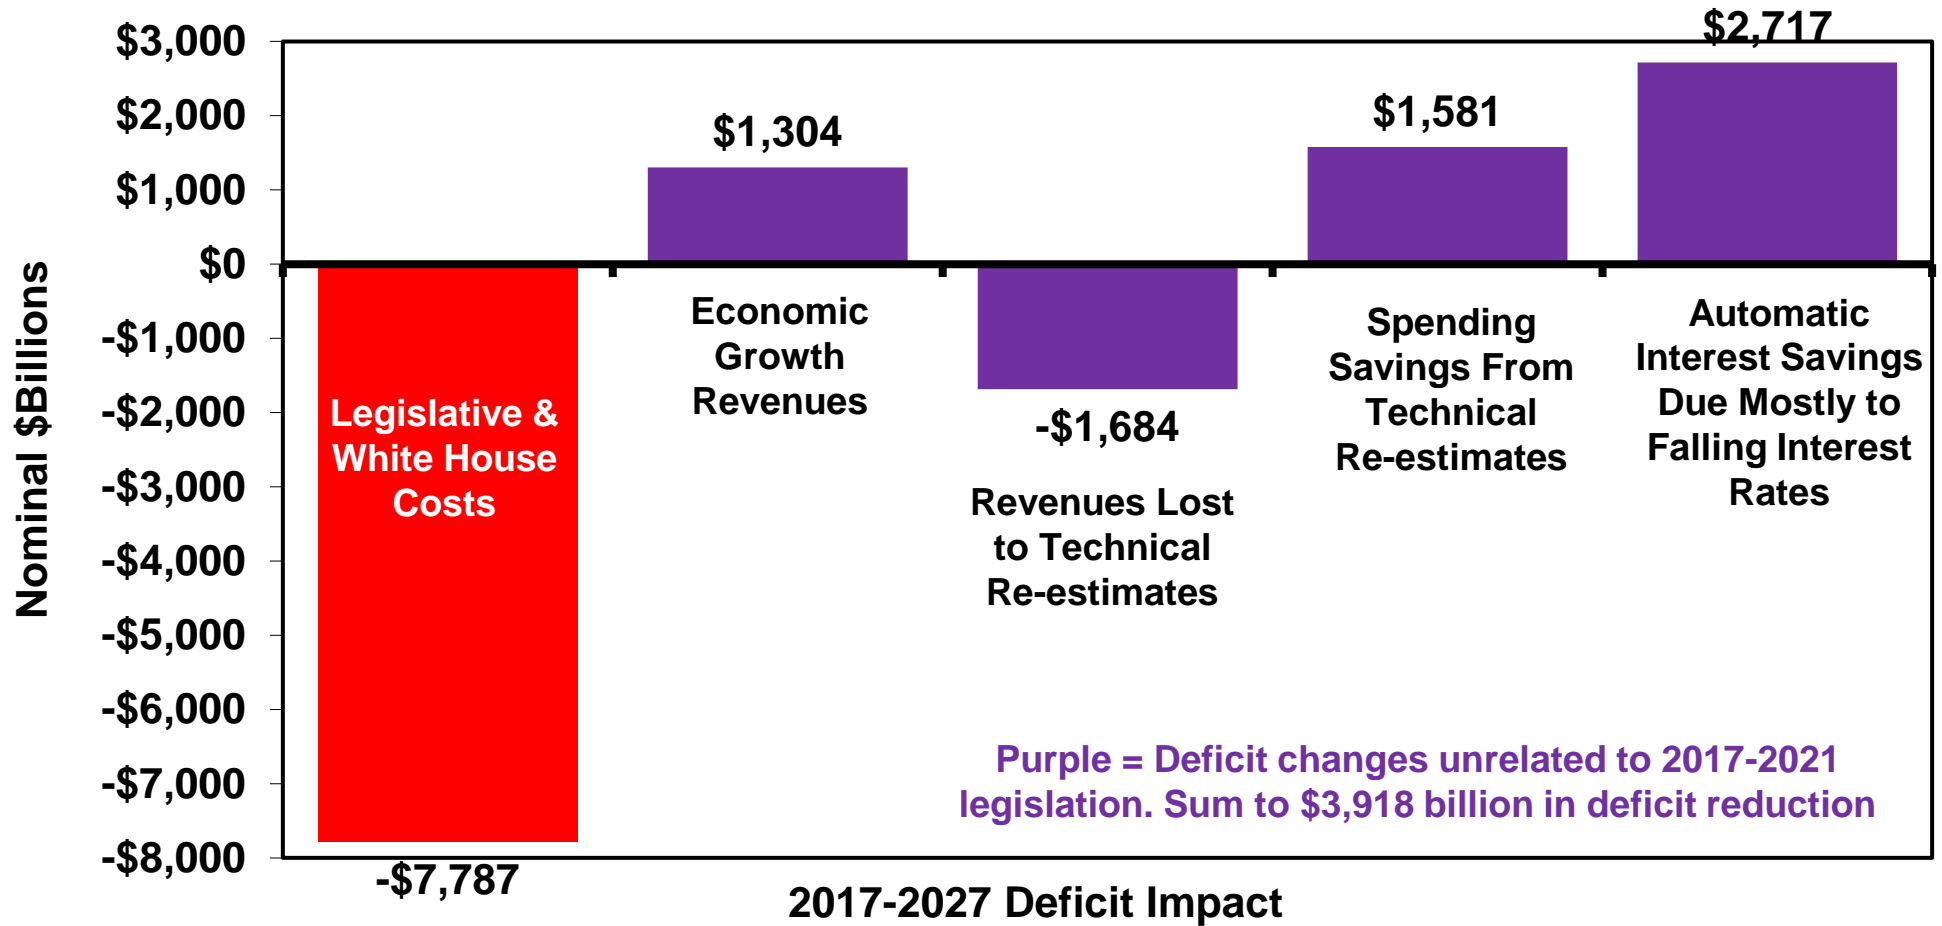 $3,000
$2,000
$1,000
$0
-$1,000
-$2,000
-$3,000
-$4,000
-$5,000
-$6,000
-$7,000
-$8,000
Nominal $Billions
Legislative &
White House
Costs
-$7,787
$1,304
Economic
Growth
Revenues
-$1,684
Revenues Lost
to Technical
Re-estimates
$1,581
Spending
Savings From
Technical
Re-estimates
$2,717
Automatic
Interest Savings
Due Mostly to
Falling Interest
Rates
Purple = Deficit changes unrelated to 2017-2021
legislation. Sum to $3,918 billion in deficit reduction
2017-2027 Deficit Impact